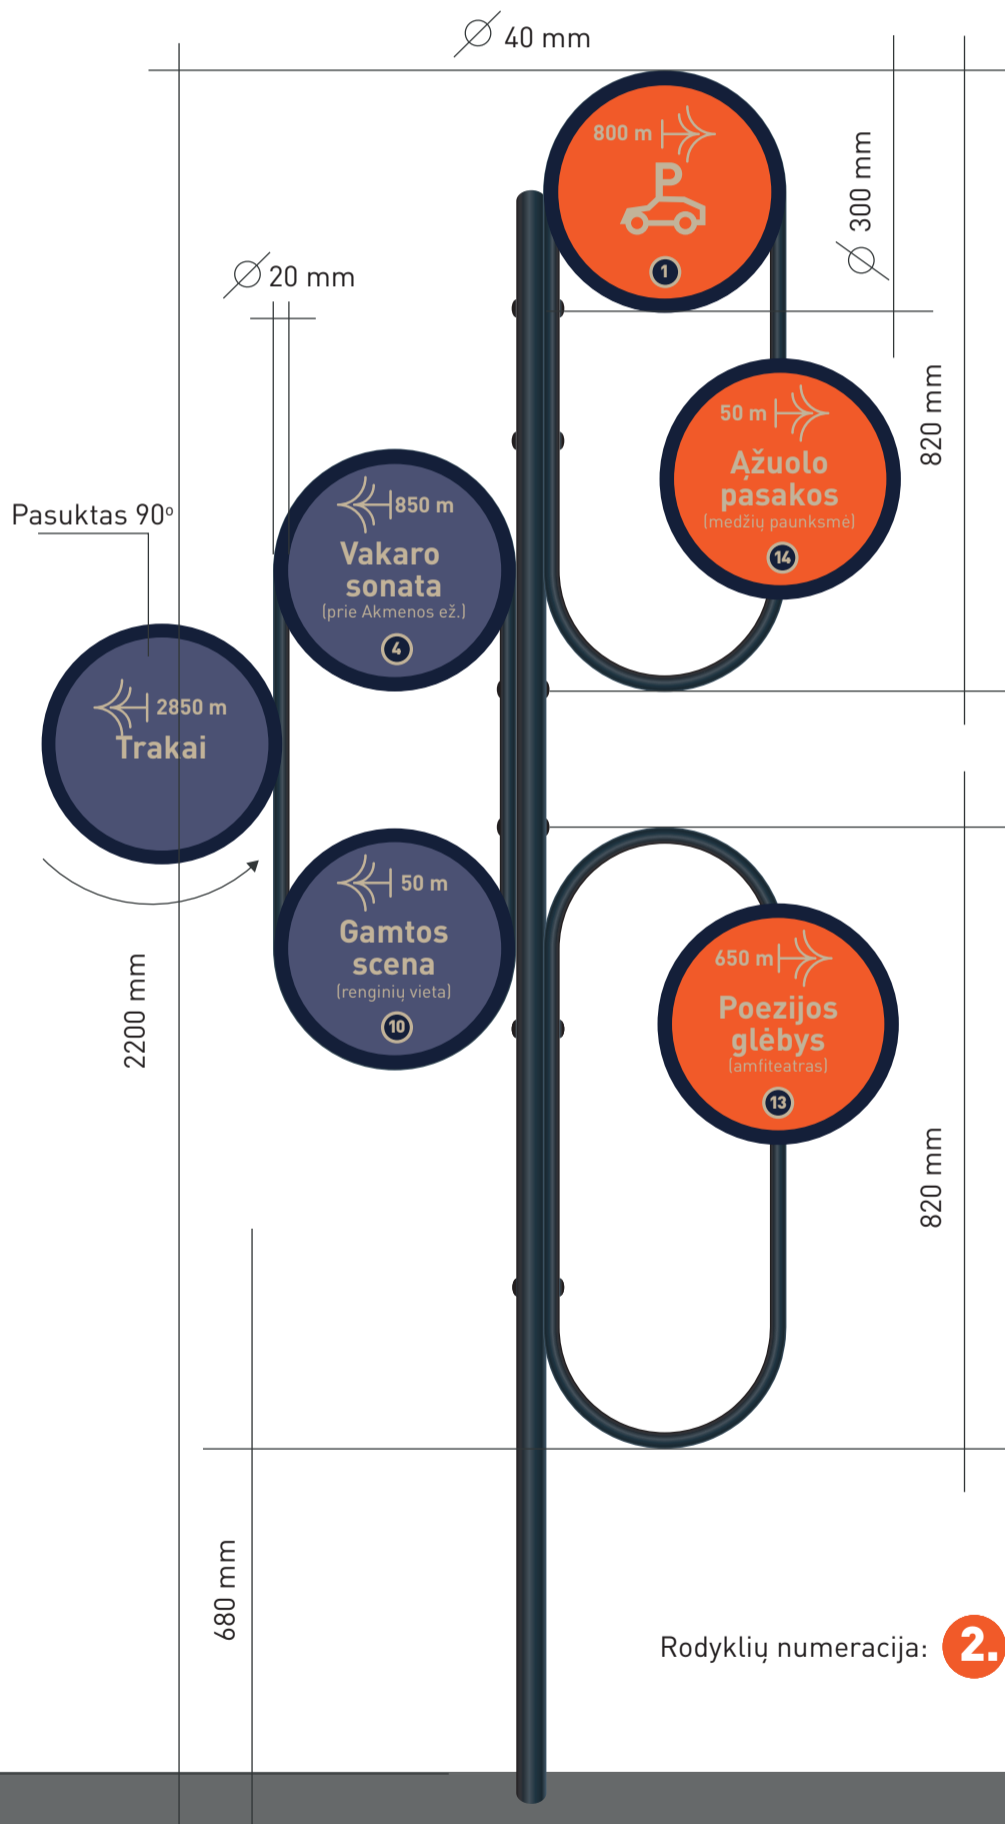 40 mm
800 m
P
1
300 mm
20 mm
820 mm
50 m
Ąžuolo
pasakos
(medžių paunksmė)
14
Pasuktas 90º
850 m
Vakaro
sonata
(prie Akmenos ež.)
4
2850 m
Trakai
50 m
Gamtos
scena
(renginių vieta)
10
650 m
Poezijos
glėbys
(amfiteatras)
13
2200 mm
820 mm
680 mm
Rodyklių numeracija: 2.